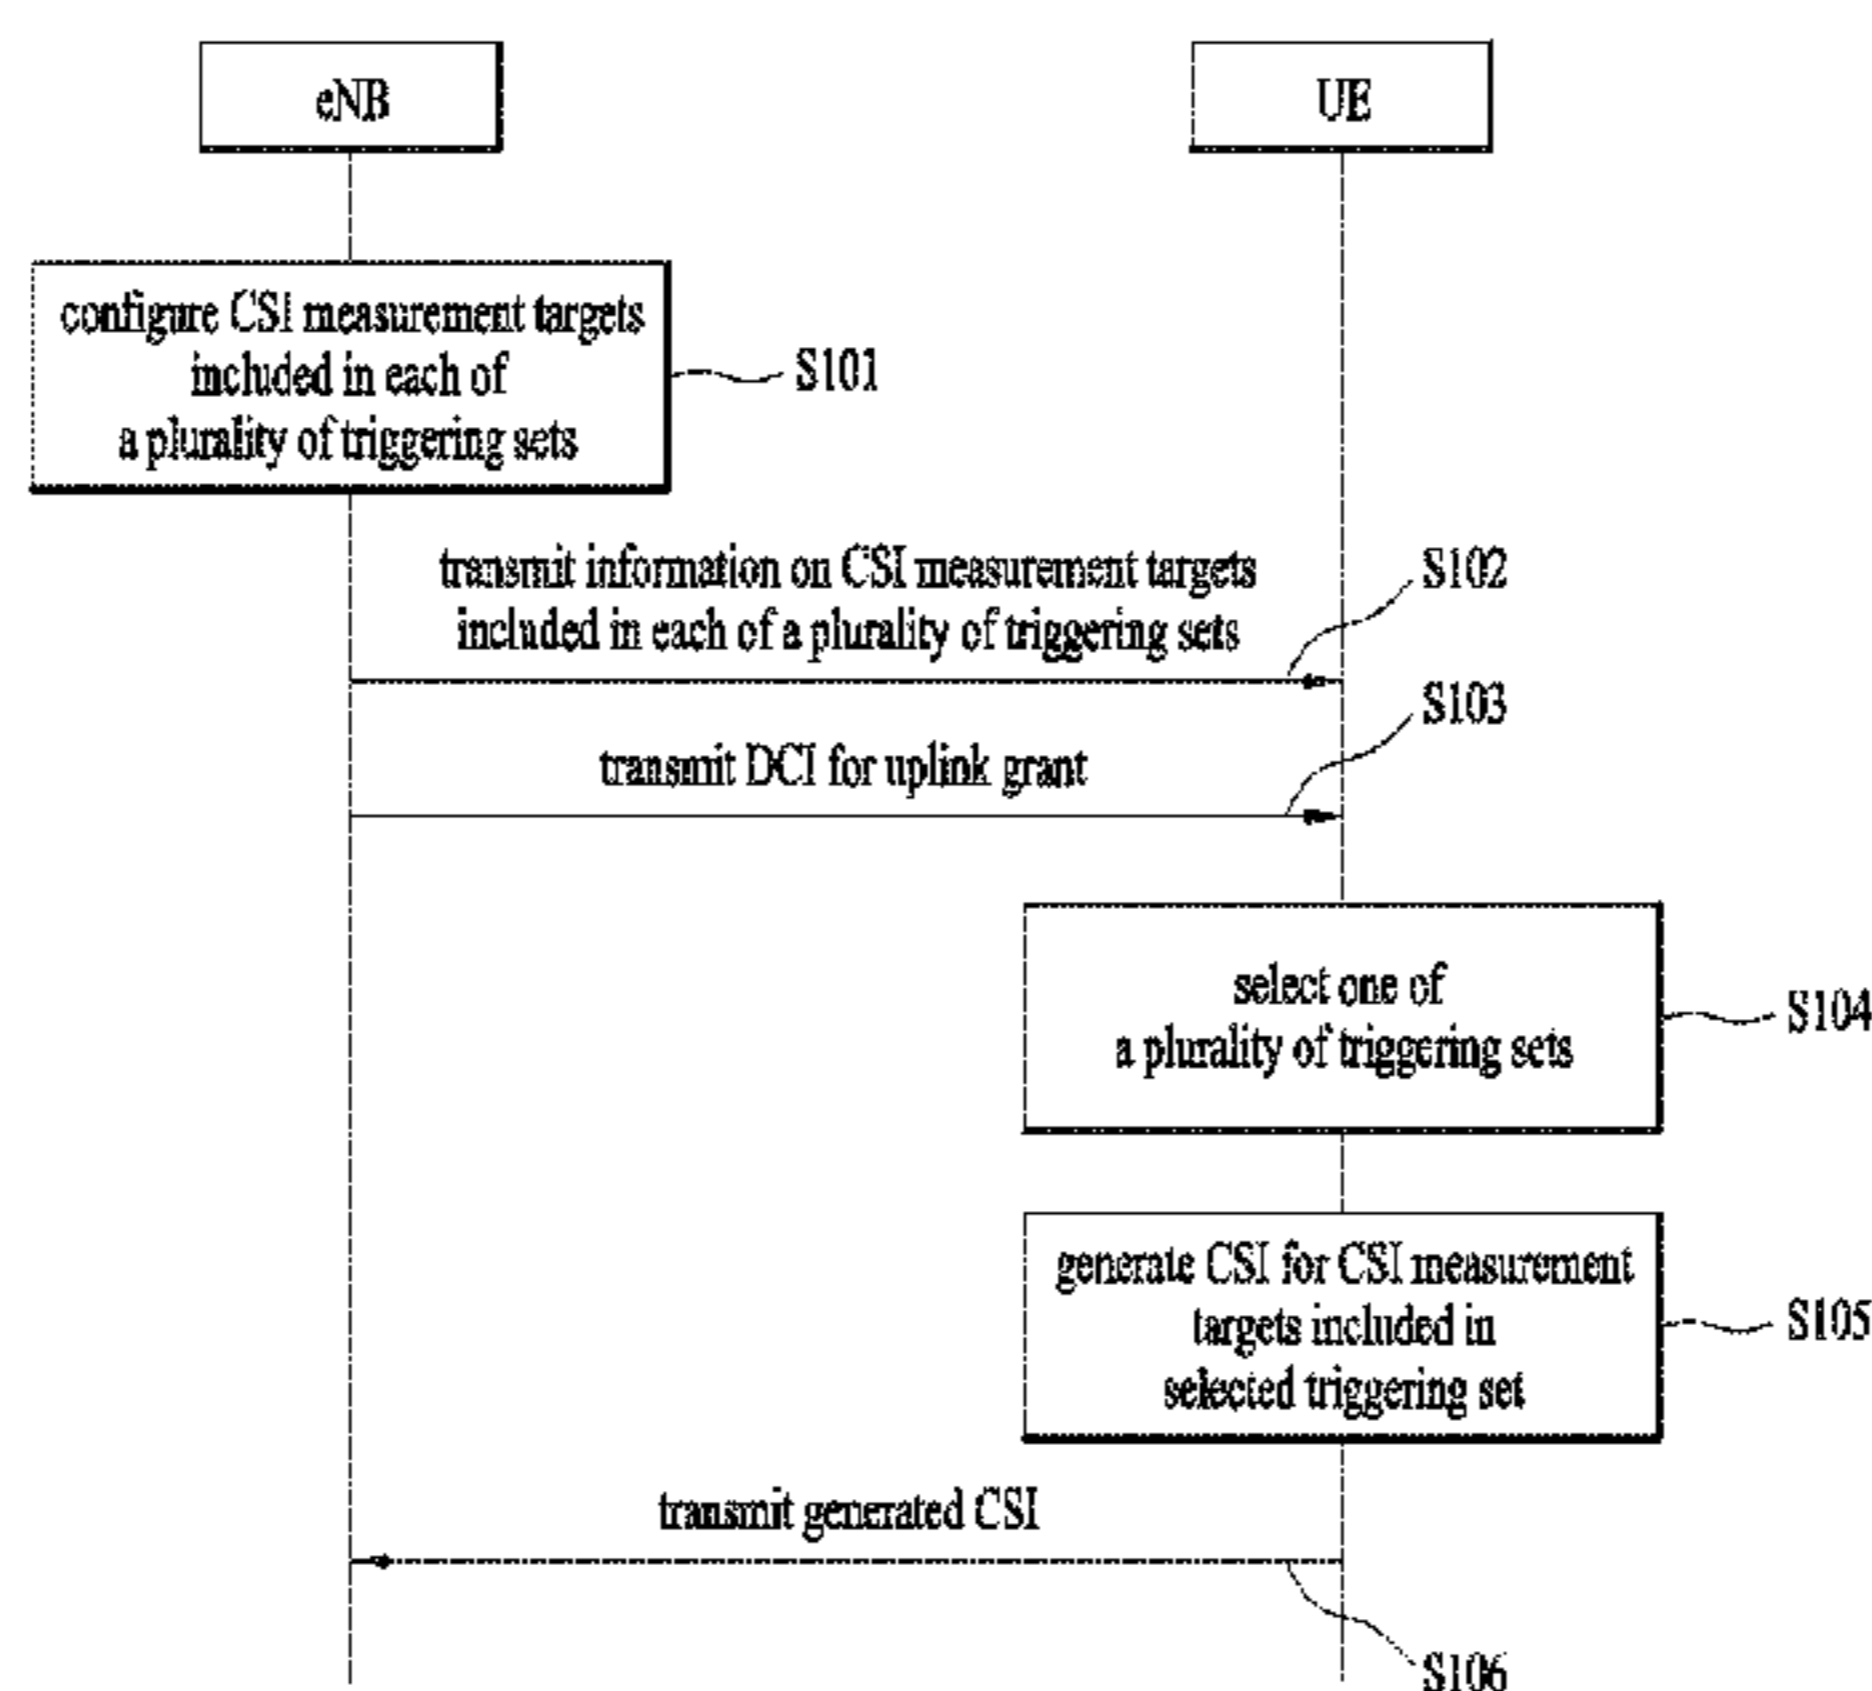 eNB
UE
configure CSI measurement targets
included in each of
a plurality of triggering sets
S101
transmit information on CSI measurement targets
included in each of a plurality of triggering sets
S102
S103
transmit DCI for uplink grant
select one of
a plurality of triggering sets
S104
generate CSI for CSI measurement
targets included in
selected triggering set
S105
transmit generated CSI
S106